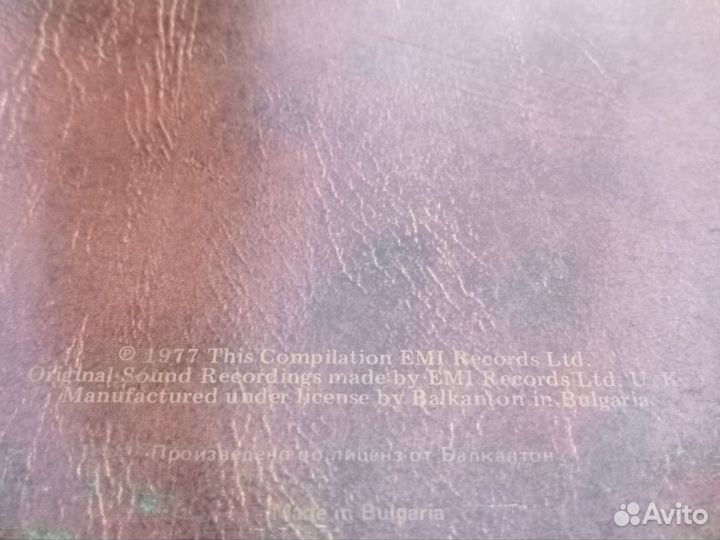 ℗ 1977 This Compilation EMI Records Ltd.
Original Sound Recordings made by EMI Records Ltd. U. K.
Manufactured under license by Balkanton in Bulgaria.
Произведено по лиценз от Балкантон
Made in Bulgaria
Avito